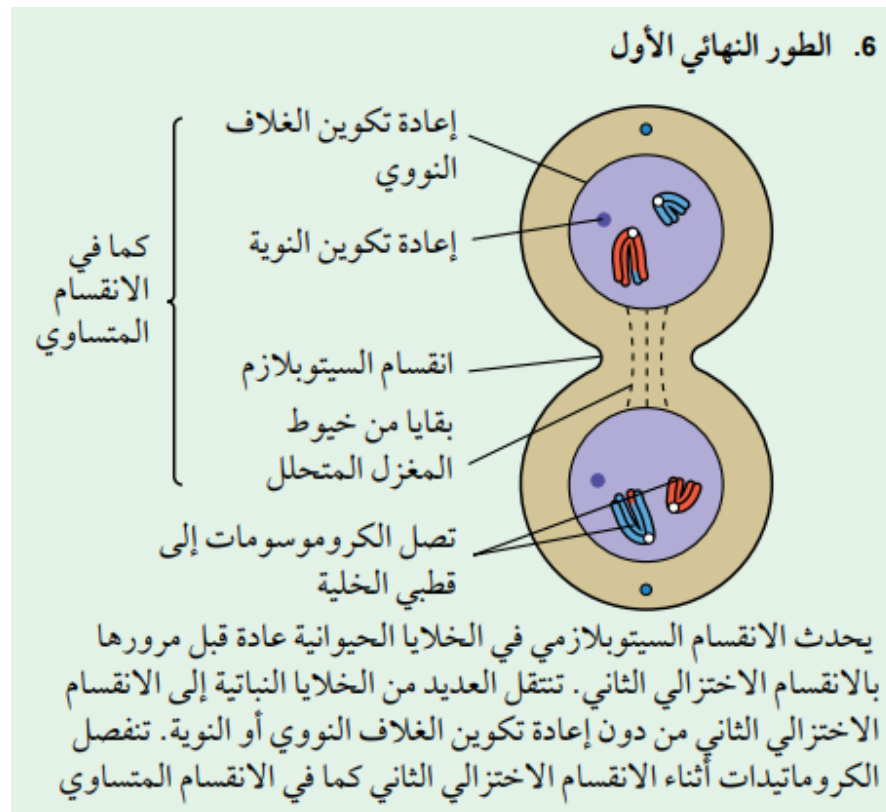 6. الطور النهائي الأول
إعادة تكوين الغلاف
النووي
إعادة تكوين النوية
كما في
الانقسام
المتساوي
انقسام السيتوبلازم
بقايا من خيوط
المغزل المتحلل
تصل الكروموسومات إلى
قطبي الخلية
يحدث الانقسام السيتوبلازمي في الخلايا الحيوانية عادة قبل مرورها
بالانقسام الاختزالي الثاني. تنتقل العديد من الخلايا النباتية إلى الانقسام
الاختزالي الثاني من دون إعادة تكوين الغلاف النووي أو النوية. تنفصل
الكروماتيدات أثناء الانقسام الاختزالي الثاني كما في الانقسام المتساوي